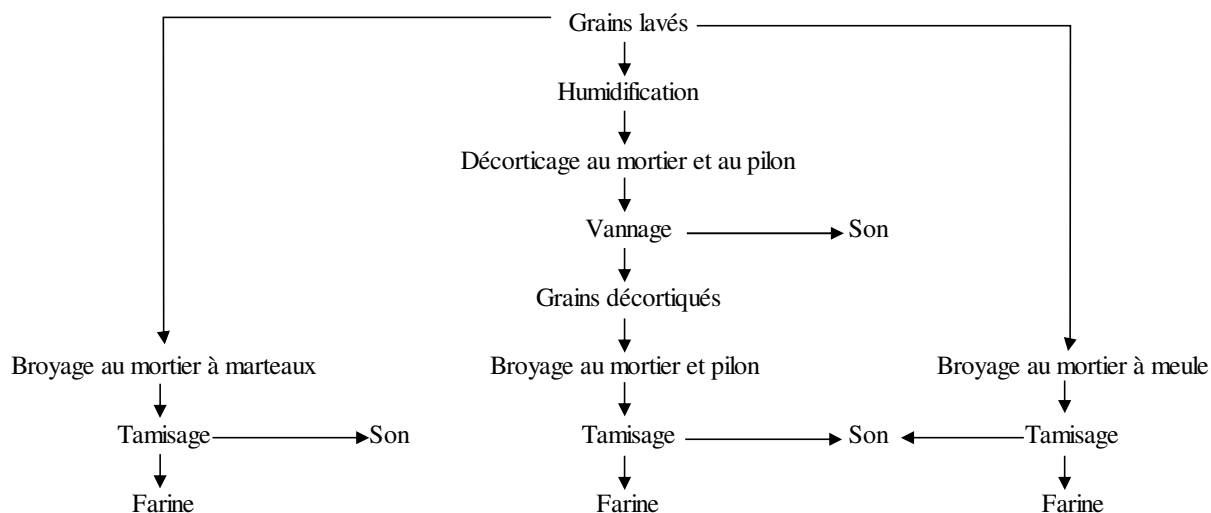 Grains lavés
Humidification
Décorticage au mortier et au pilon
Vannage
Son
Grains décortiqués
Broyage au mortier à marteaux
Broyage au mortier et pilon
Broyage au mortier à meule
Tamisage
Son
Tamisage
Son
Tamisage
Farine
Farine
Farine